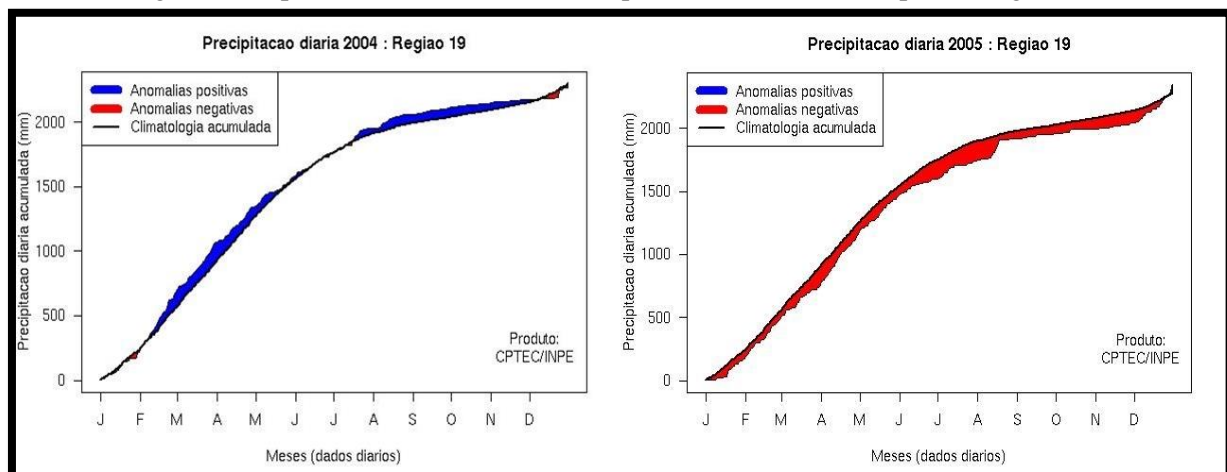 Precipitacao diaria 2004 : Regiao 19
Precipitacao diaria acumulada (mm)
2000
1500
1000
500
0
Anomalias positivas
Anomalias negativas
Climatologia acumulada
Produto:
CPTEC/INPE
J F M A M J J A S O N D
Meses (dados diarios)
Precipitacao diaria 2005 : Regiao 19
Precipitacao diaria acumulada (mm)
2000
1500
1000
500
0
Anomalias positivas
Anomalias negativas
Climatologia acumulada
Produto:
CPTEC/INPE
J F M A M J J A S O N D
Meses (dados diarios)